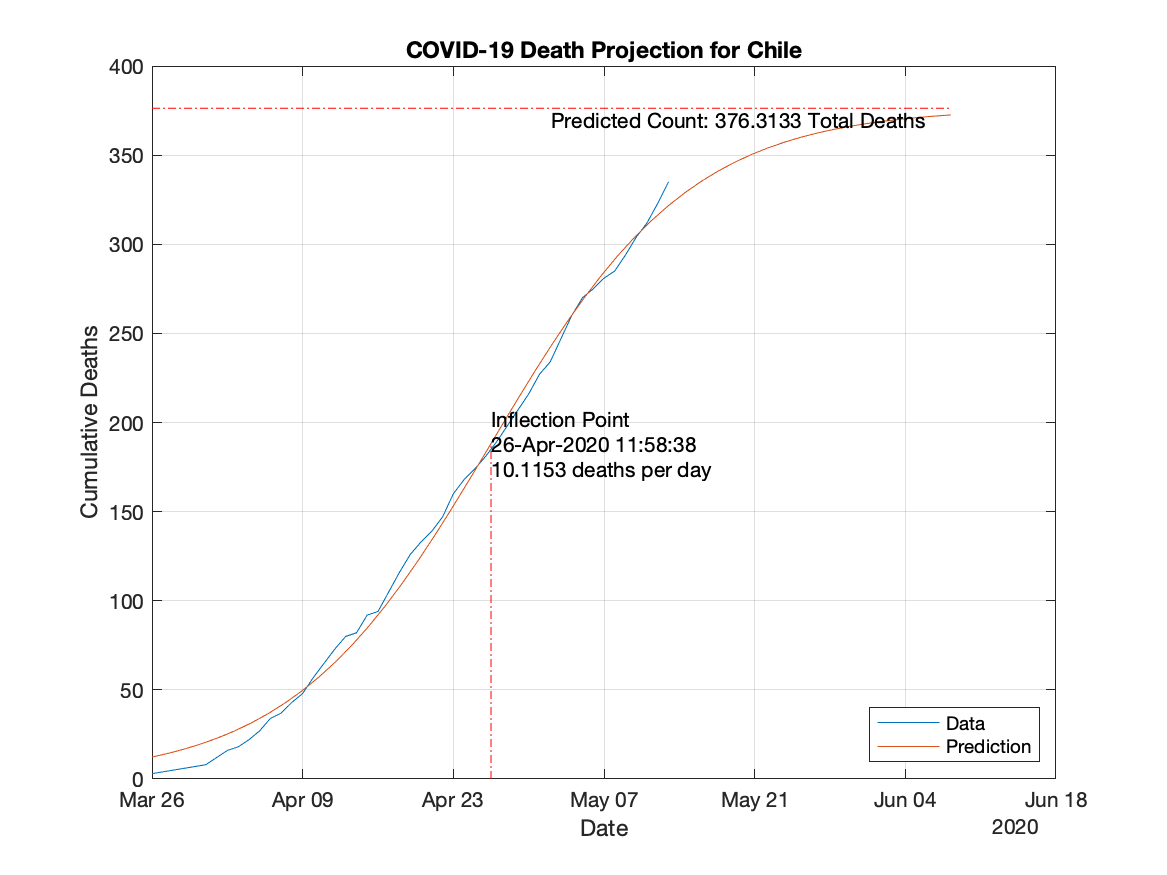 COVID-19 Death Projection for Chile
400
350
300
250
200
150
100
50
0
Cumulative Deaths
Predicted Count: 376.3133 Total Deaths
Inflection Point
26-Apr-2020 11:58:38
10.1153 deaths per day
Data
Prediction
Mar 26 Apr 09 Apr 23 May 07 May 21 Jun 04 Jun 18
Date
2020